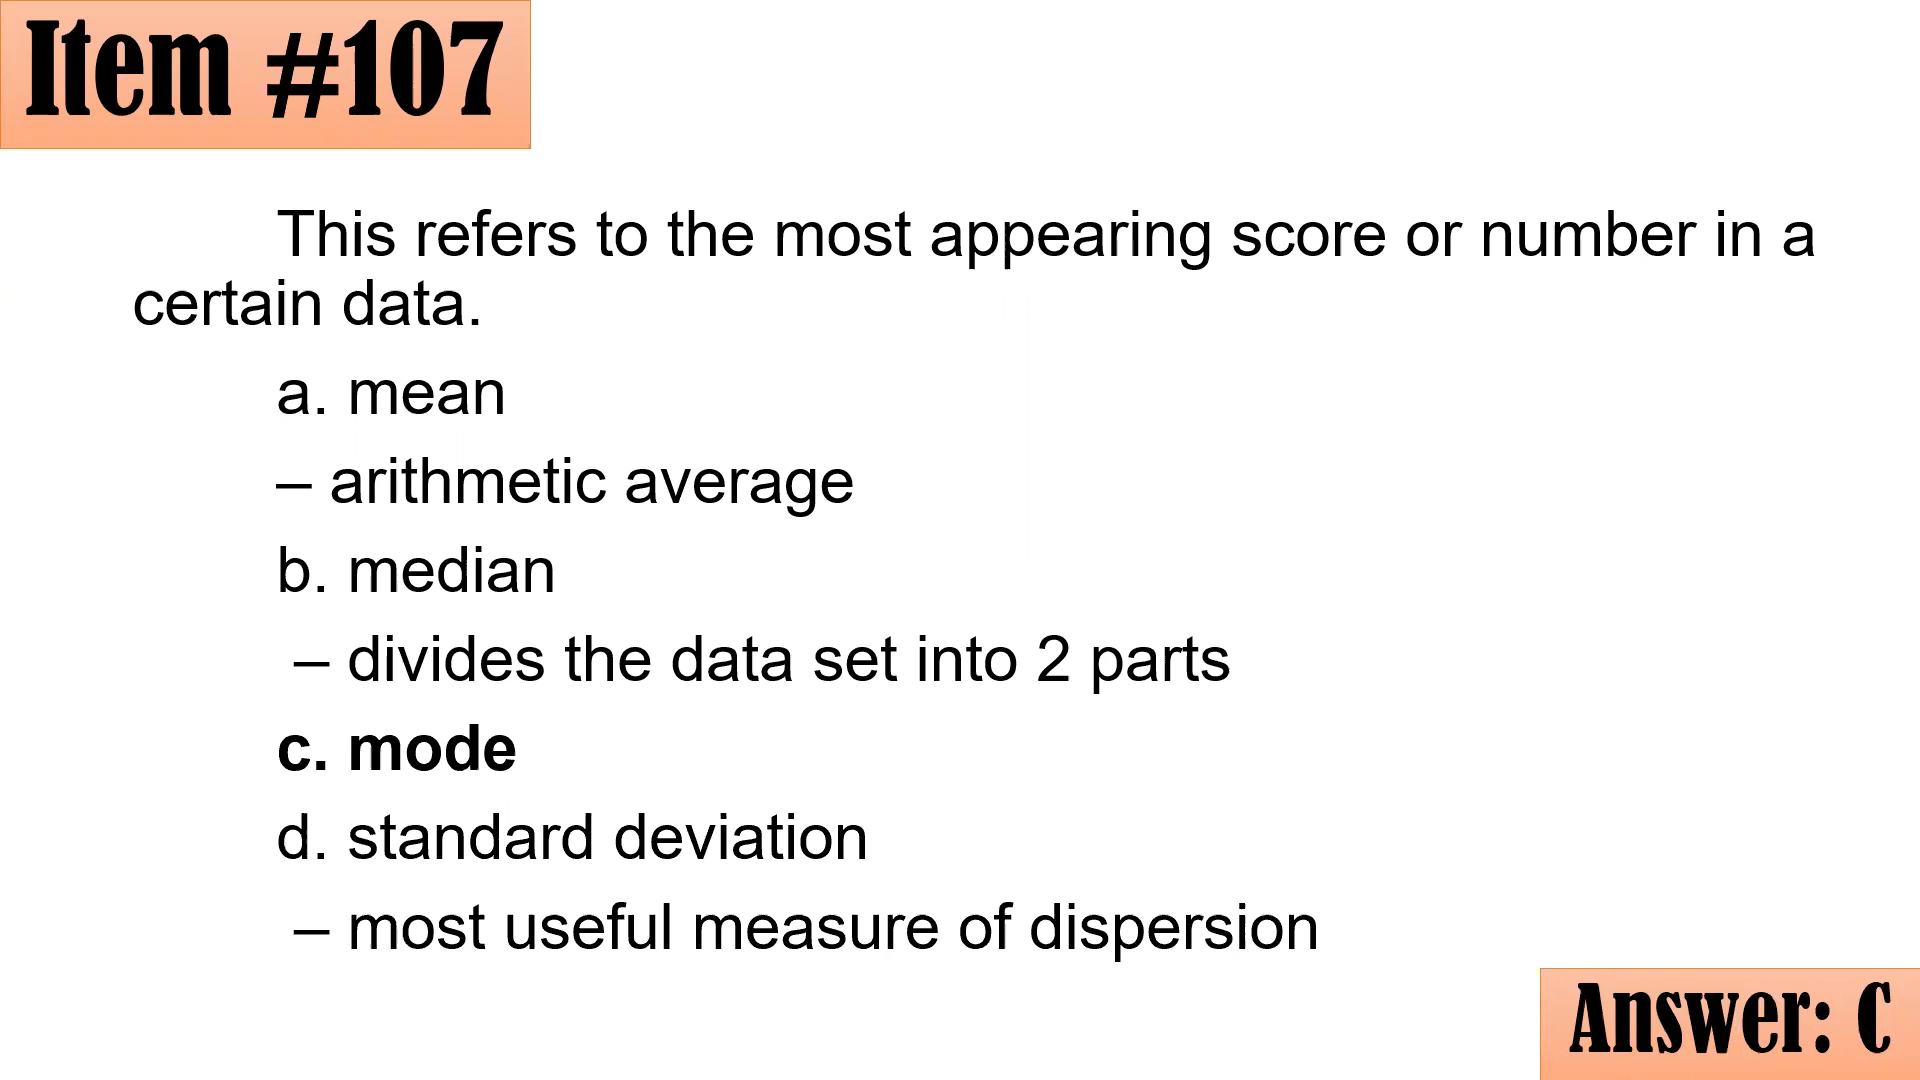 Item #107
This refers to the most appearing score or number in a
certain data.
a. mean
– arithmetic average
b. median
– divides the data set into 2 parts
c. mode
d. standard deviation
– most useful measure of dispersion
Answer: C